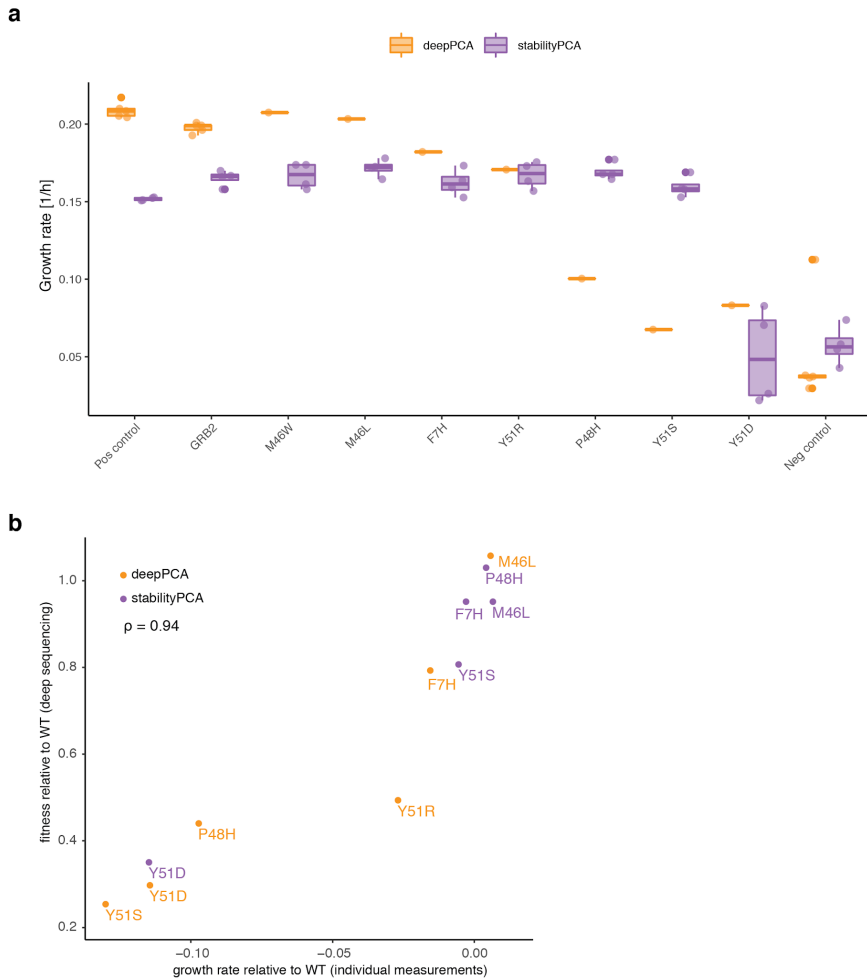 a
deepPCA stabilityPCA
Growth rate [1/h]
0.20
0.15
0.10
0.05
Pos control GRB2 M46W M46L F7H Y51R P48H Y51S Y51D Neg control
b
fitness relative to WT (deep sequencing)
1.0
0.8
0.6
0.4
0.2
deepPCA
stabilityPCA
ρ = 0.94
M46L
P48H
F7H M46L
Y51S
F7H
Y51R
P48H
Y51D
Y51D
Y51S
−0.10 −0.05 0.00
growth rate relative to WT (individual measurements)